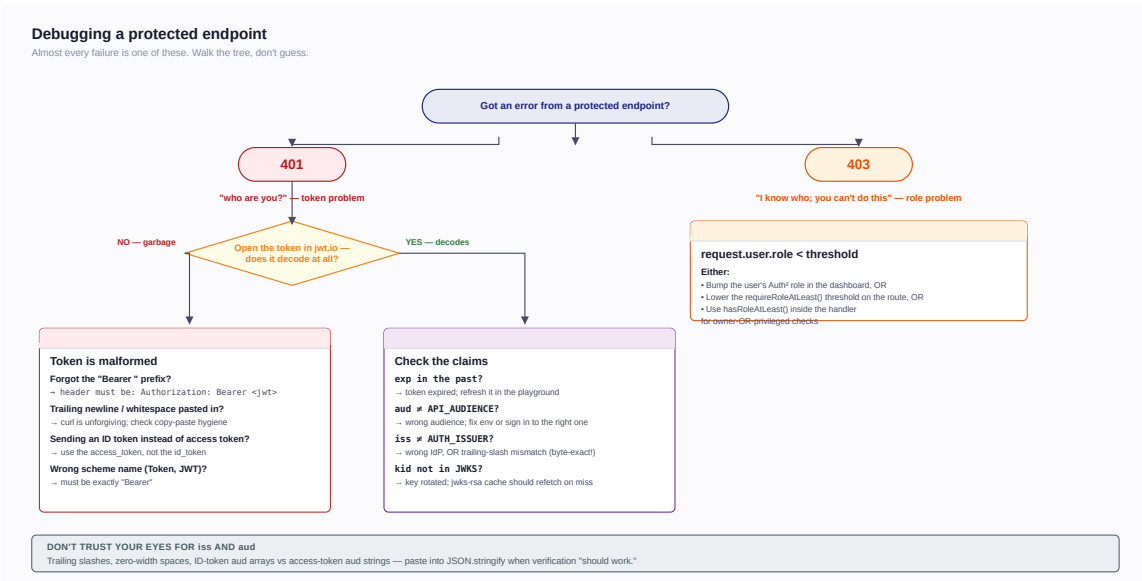 Debugging a protected endpoint
Almost every failure is one of these. Walk the tree, don't guess.
Got an error from a protected endpoint?
401
403
"who are you?" — token problem
"I know who; you can't do this" — role problem
NO — garbage
YES — decodes
Open the token in jwt.io —
does it decode at all?
request.user.role < threshold
Either:
• Bump the user's Auth² role in the dashboard, OR
• Lower the requireRoleAtLeast() threshold on the route, OR
• Use hasRoleAtLeast() inside the handler
for owner-OR-privileged checks
Token is malformed
Forgot the "Bearer " prefix?
→ header must be: Authorization: Bearer <jwt>
Trailing newline / whitespace pasted in?
→ curl is unforgiving; check copy-paste hygiene
Sending an ID token instead of access token?
→ use the access_token, not the id_token
Wrong scheme name (Token, JWT)?
→ must be exactly "Bearer"
Check the claims
exp in the past?
→ token expired; refresh it in the playground
aud ≠ API_AUDIENCE?
→ wrong audience; fix env or sign in to the right one
iss ≠ AUTH_ISSUER?
→ wrong IdP, OR trailing-slash mismatch (byte-exact!)
kid not in JWKS?
→ key rotated; jwks-rsa cache should refetch on miss
DON'T TRUST YOUR EYES FOR iss AND aud
Trailing slashes, zero-width spaces, ID-token aud arrays vs access-token aud strings — paste into JSON.stringify when verification "should work."